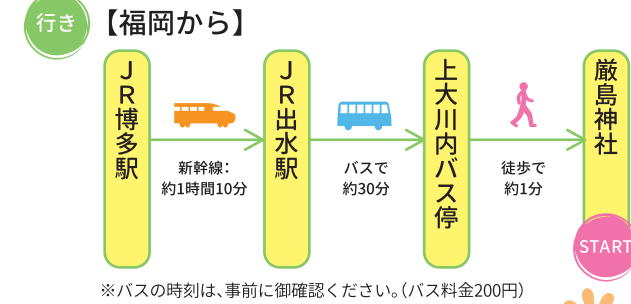 行き
【福岡から】
JR博多駅
新幹線：
約1時間10分
JR出水駅
バスで
約30分
上大川内バス停
徒歩で
約1分
厳島神社
START
※バスの時刻は、事前に御確認ください。（バス料金200円）